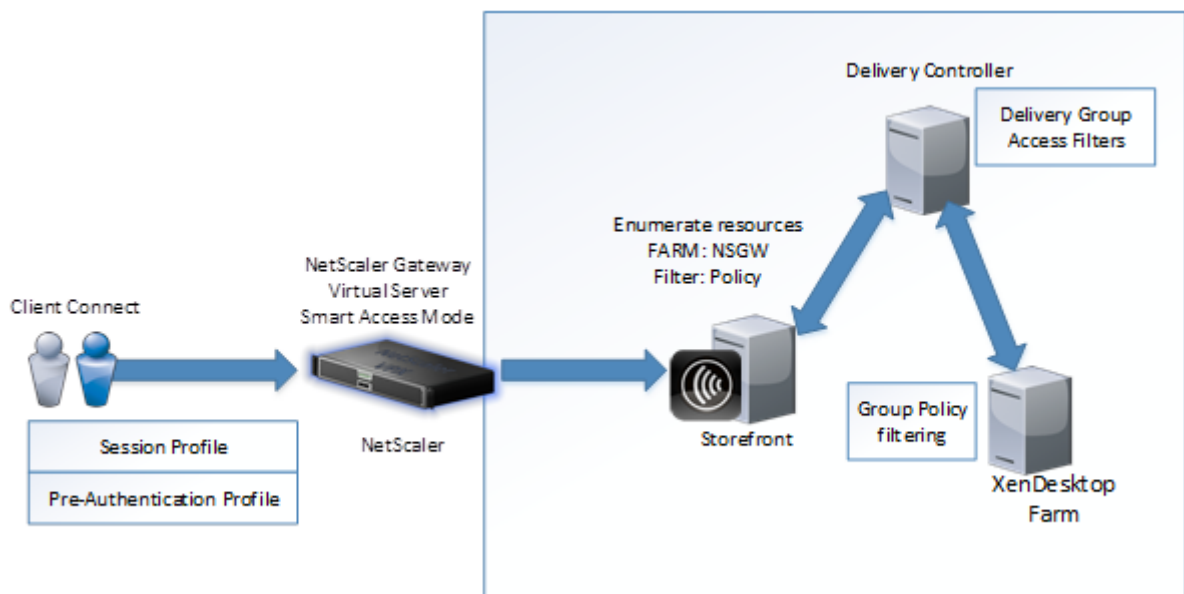 Delivery Controller
Delivery Group
Access Filters
Enumerate resources
FARM: NSGW
Filter: Policy
NetScaler Gateway
Virtual Server
Smart Access Mode
Client Connect
NetScaler
Storefront
Group Policy
filtering
XenDesktop
Farm
Session Profile
Pre-Authentication Profile